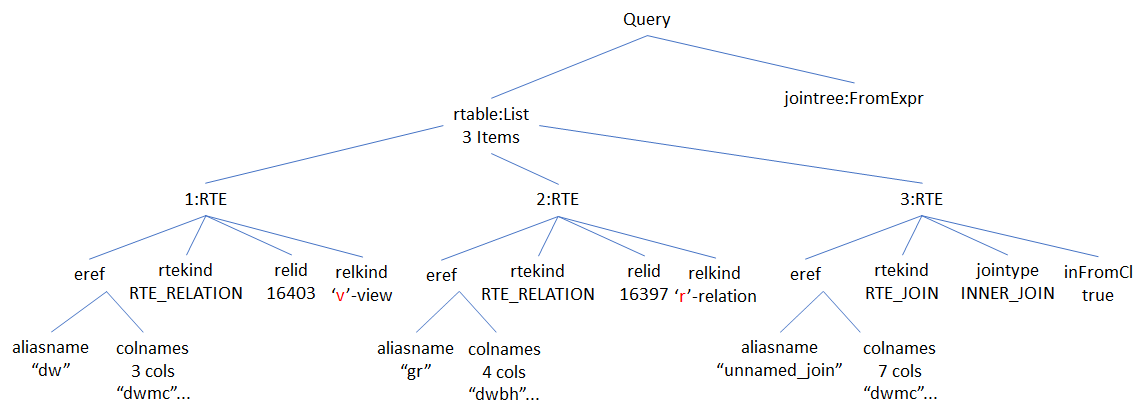 Query
jointree:FromExpr
rtable:List
3 Items
1:RTE
2:RTE
3:RTE
eref
rtekind
RTE_RELATION
relid
16403
relkind
‘v’-view
eref
rtekind
RTE_RELATION
relid
16397
relkind
‘r’-relation
eref
rtekind
RTE_JOIN
jointype
INNER_JOIN
inFromCl
true
aliasname
“dw”
colnames
3 cols
“dwmc”...
aliasname
“gr”
colnames
4 cols
“dwbh”...
aliasname
“unnamed_join”
colnames
7 cols
“dwmc”...